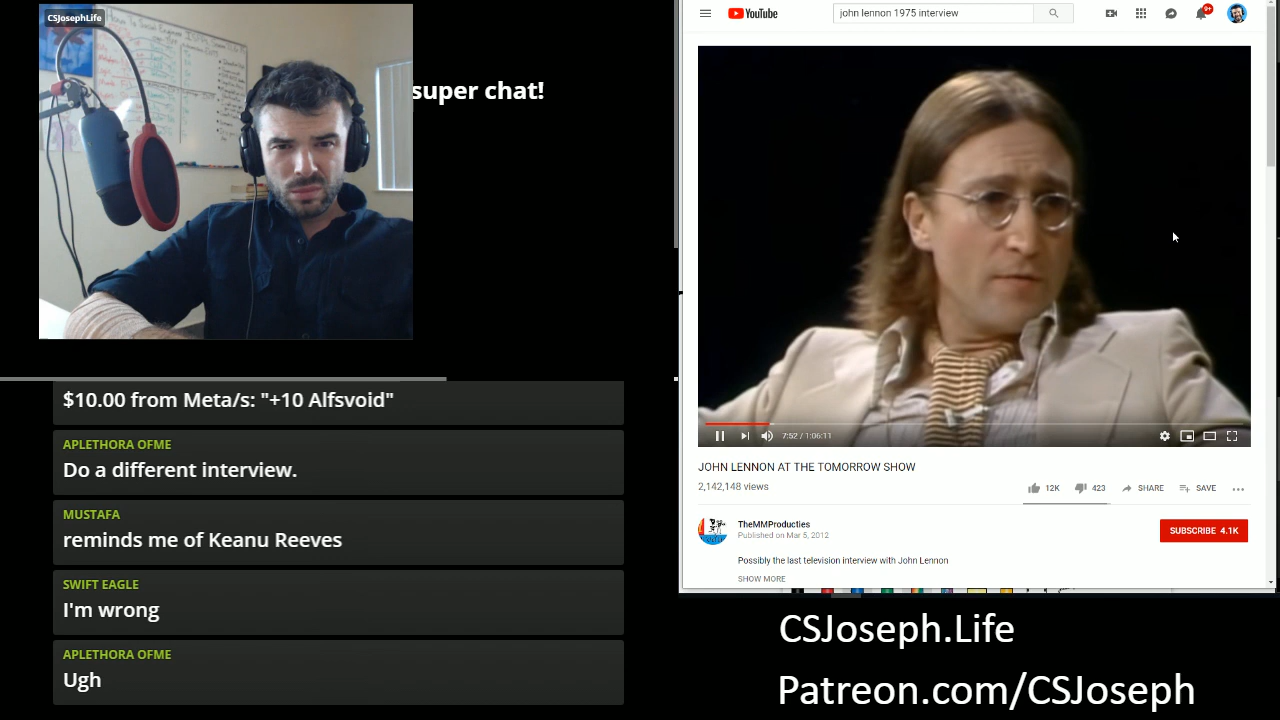 CSJosephLife
super chat!
$10.00 from Meta/s: "+10 Alfsvoid"
APLETHORA OFME
Do a different interview.
MUSTAFA
reminds me of Keanu Reeves
SWIFT EAGLE
I'm wrong
APLETHORA OFME
Ugh
YouTube
john lennon 1975 interview
9+
7:52 / 1:06:11
JOHN LENNON AT THE TOMORROW SHOW
2,142,148 views
12K 423 SHARE SAVE
TheMMProducties
Published on Mar 5, 2012
SUBSCRIBE 4.1K
Possibly the last television interview with John Lennon
SHOW MORE
CSJoseph.Life
Patreon.com/CSJoseph